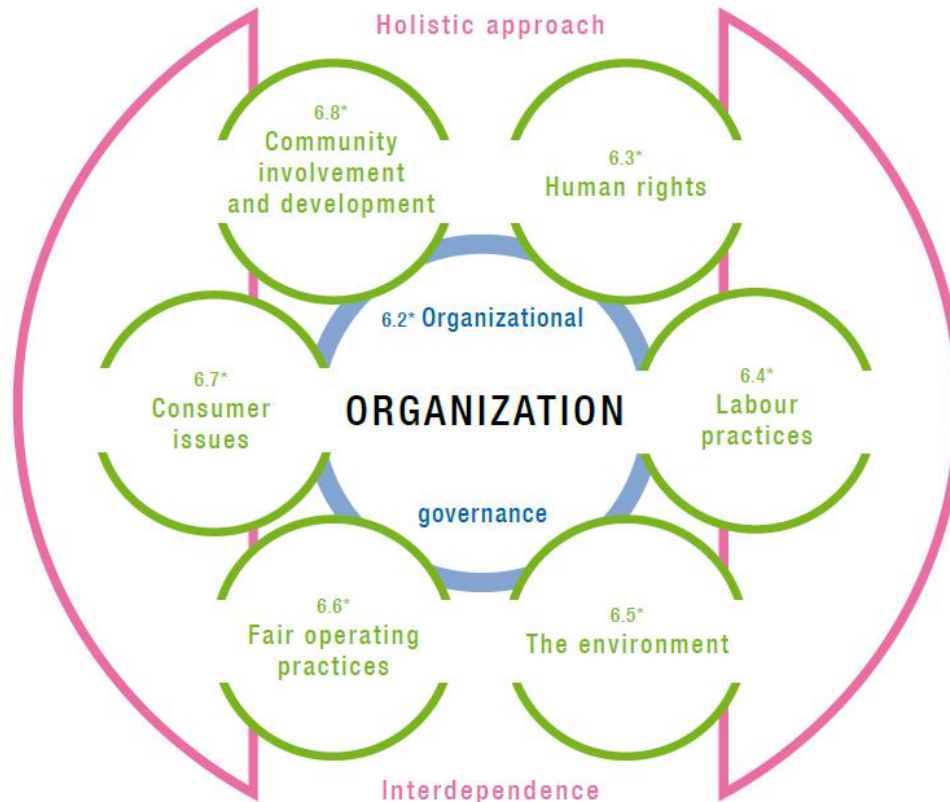 Holistic approach
6.8*
Community
involvement
and development
6.3*
Human rights
6.2* Organizational
6.7*
Consumer
issues
ORGANIZATION
6.4*
Labour
practices
governance
6.6*
Fair operating
practices
6.5*
The environment
Interdependence